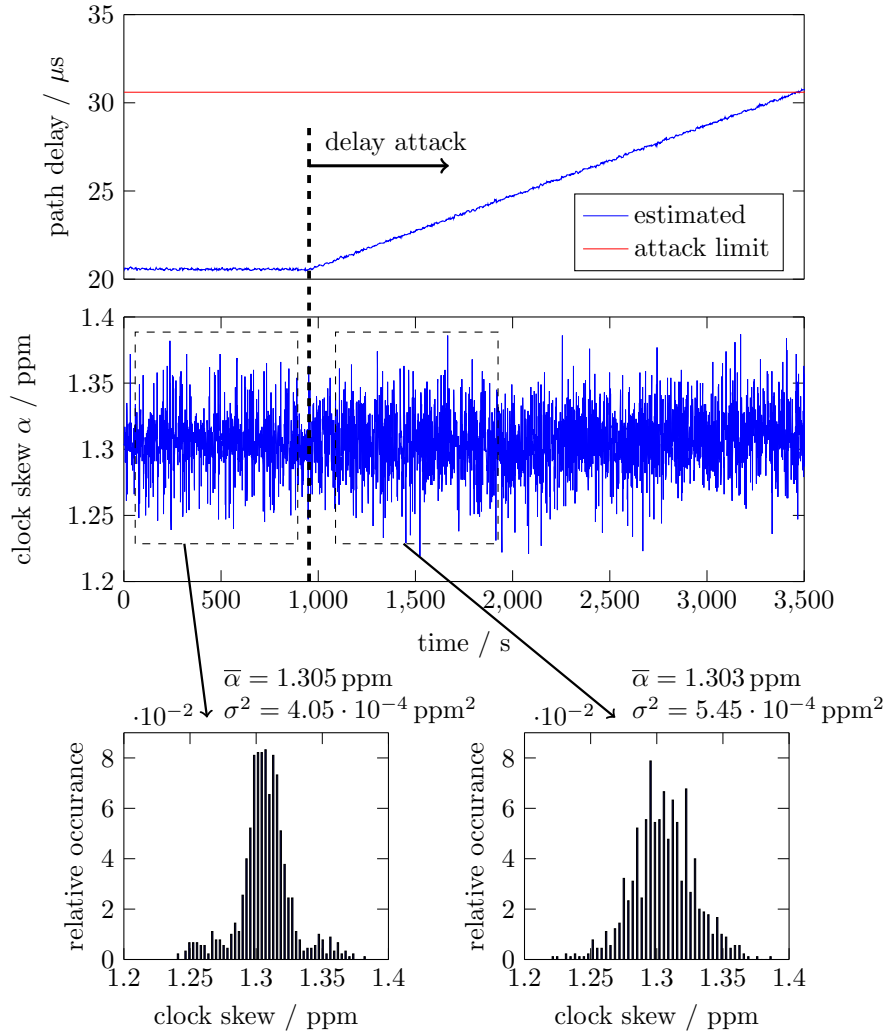 35
30
25
20
path delay / μs
delay attack
estimated
attack limit
1.4
1.35
1.3
1.25
1.2
clock skew α / ppm
0 500 1,000 1,500 2,000 2,500 3,000 3,500
time / s
α̅ = 1.305 ppm
σ² = 4.05 · 10⁻⁴ ppm²
·10⁻²
8
6
4
2
0
relative occurance
1.2 1.25 1.3 1.35 1.4
clock skew / ppm
α̅ = 1.303 ppm
σ² = 5.45 · 10⁻⁴ ppm²
·10⁻²
8
6
4
2
0
relative occurance
1.2 1.25 1.3 1.35 1.4
clock skew / ppm